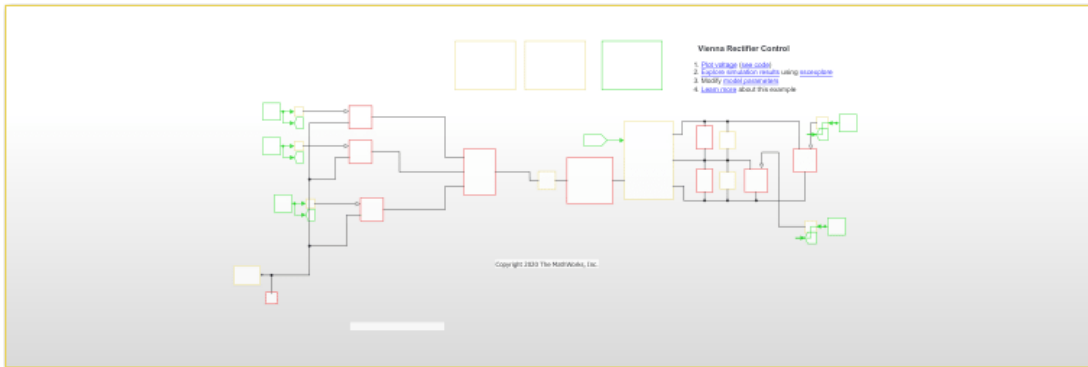 Vienna Rectifier Control
1. Plot voltage (see code)
2. Explore simulation results using sscexplore
3. Modify model parameters
4. Learn more about this example
Copyright 2020 The MathWorks, Inc.